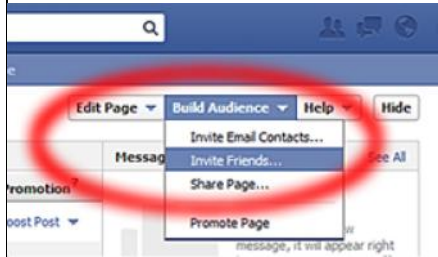 e
Edit Page Build Audience Help Hide
Invite Email Contacts...
Messag Invite Friends... See All
Share Page...
Promotion
oost Post
Promote Page
w
message, it will appear right